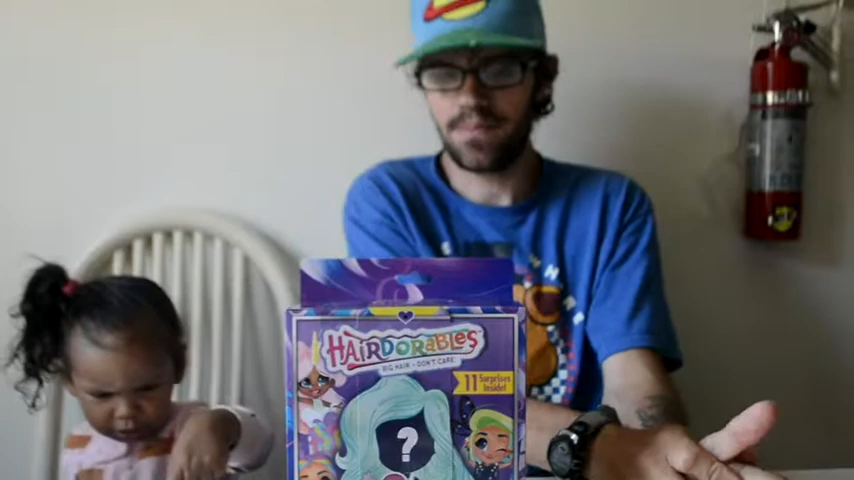 HAIRDORABLES
BIG HAIR DON'T CARE
11 Surprises
Inside!
?